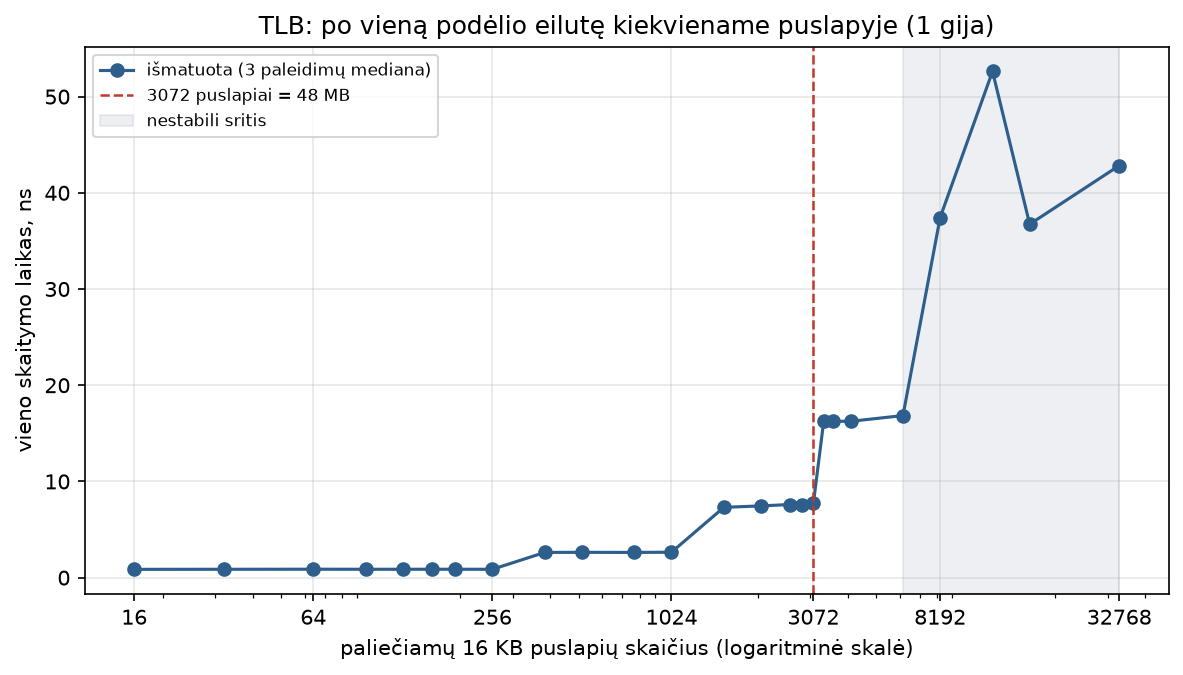 TLB: po vieną podėlio eilutę kiekviename puslapyje (1 gija)
išmatuota (3 paleidimų mediana)
3072 puslapiai = 48 MB
nestabili sritis
vieno skaitymo laikas, ns
50
40
30
20
10
0
16
64
256
1024
3072
8192
32768
paliečiamų 16 KB puslapių skaičius (logaritminė skalė)